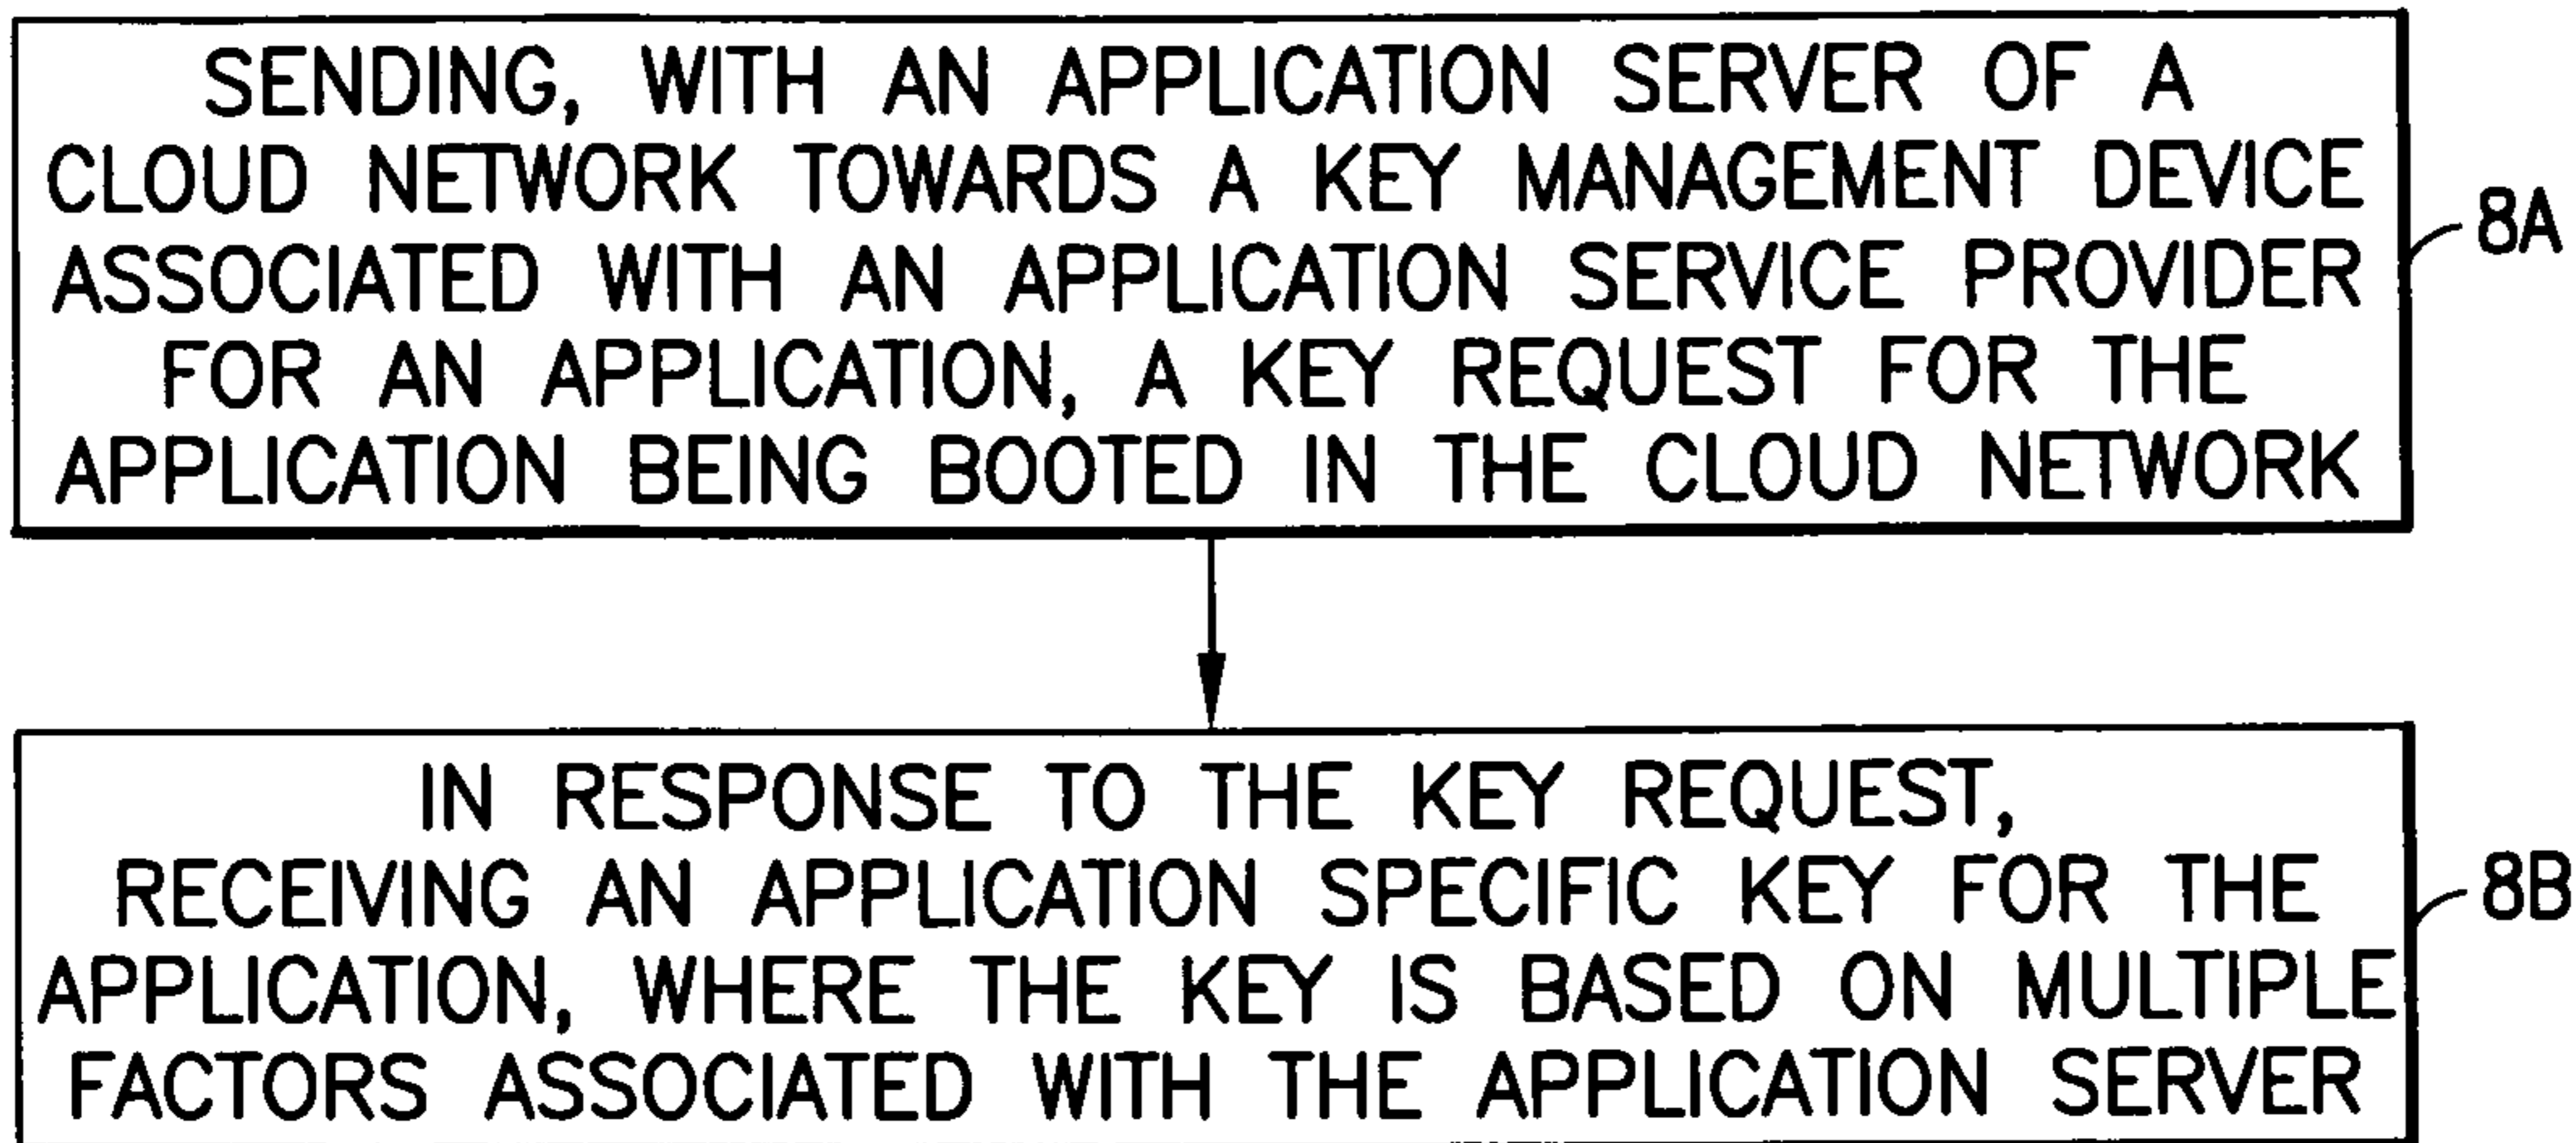 SENDING, WITH AN APPLICATION SERVER OF A
CLOUD NETWORK TOWARDS A KEY MANAGEMENT DEVICE
ASSOCIATED WITH AN APPLICATION SERVICE PROVIDER
FOR AN APPLICATION, A KEY REQUEST FOR THE
APPLICATION BEING BOOTED IN THE CLOUD NETWORK
8A
IN RESPONSE TO THE KEY REQUEST,
RECEIVING AN APPLICATION SPECIFIC KEY FOR THE
APPLICATION, WHERE THE KEY IS BASED ON MULTIPLE
FACTORS ASSOCIATED WITH THE APPLICATION SERVER
8B